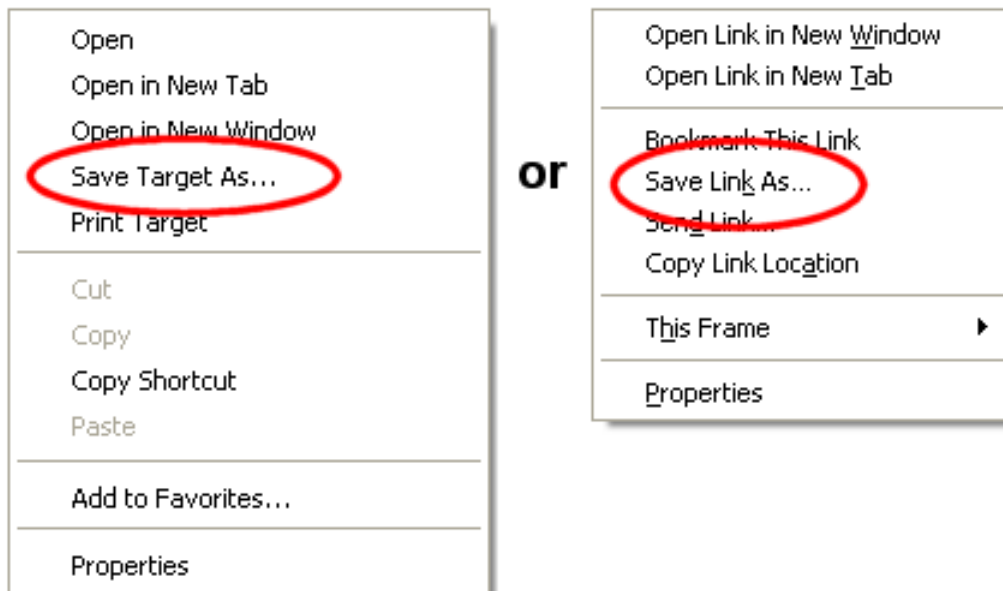 Open
Open in New Tab
Open in New Window
Save Target As...
Print Target
Cut
Copy
Copy Shortcut
Paste
Add to Favorites...
Properties
or
Open Link in New Window
Open Link in New Tab
Bookmark This Link
Save Link As...
Send Link...
Copy Link Location
This Frame
Properties